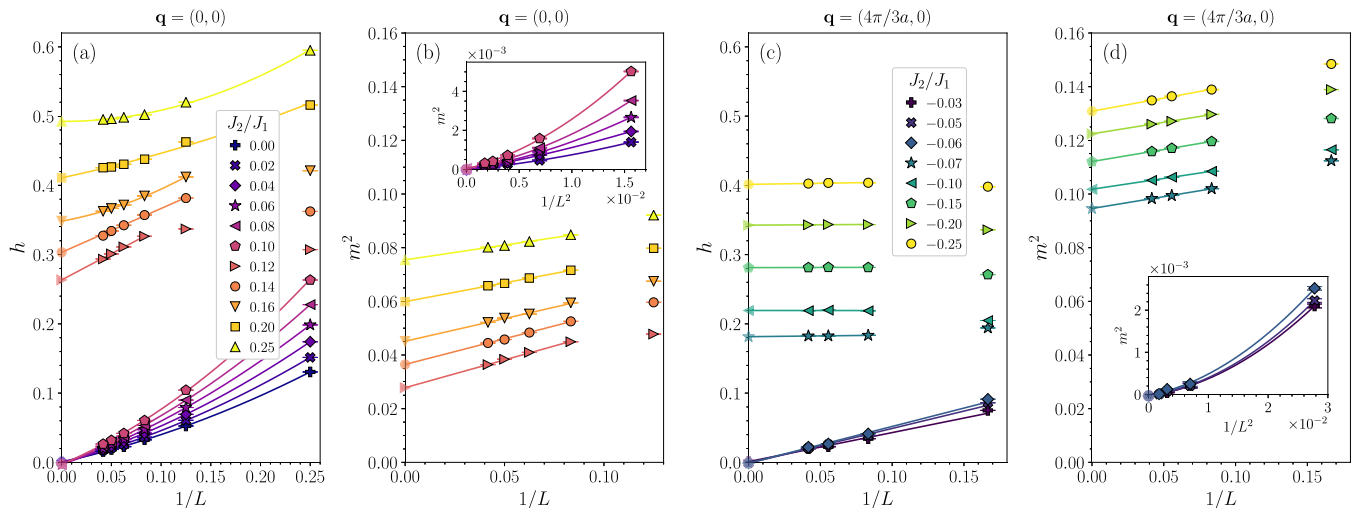 q = (0, 0)
(a)
h
0.6
0.5
0.4
0.3
0.2
0.1
0.0
0.00 0.05 0.10 0.15 0.20 0.25
1/L
J₂/J₁
0.00
0.02
0.04
0.06
0.08
0.10
0.12
0.14
0.16
0.20
0.25
q = (0, 0)
(b)
m²
0.16
0.14
0.12
0.10
0.08
0.06
0.04
0.02
0.00
0.00 0.05 0.10
1/L
×10⁻³
m²
4
2
0
0.0 0.5 1.0 1.5
1/L²
×10⁻²
q = (4π/3a, 0)
(c)
h
0.6
0.5
0.4
0.3
0.2
0.1
0.0
0.00 0.05 0.10 0.15
1/L
J₂/J₁
−0.03
−0.05
−0.06
−0.07
−0.10
−0.15
−0.20
−0.25
q = (4π/3a, 0)
(d)
m²
0.16
0.14
0.12
0.10
0.08
0.06
0.04
0.02
0.00
0.00 0.05 0.10 0.15
1/L
×10⁻³
m²
2
1
0
0 1 2 3
1/L²
×10⁻²